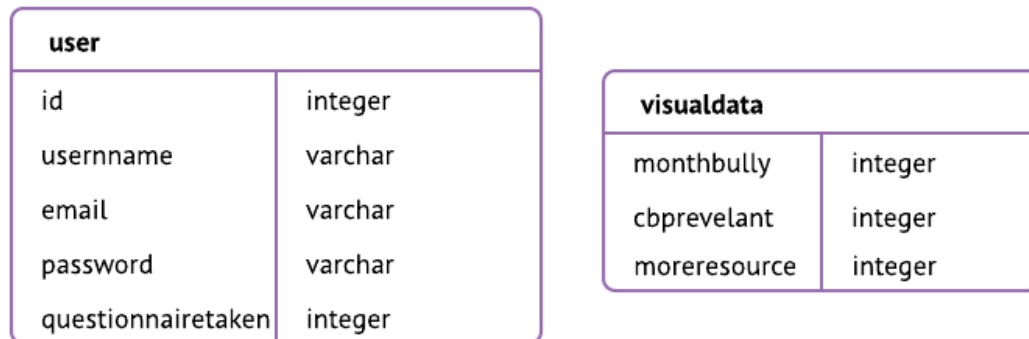 user
id integer
usernname varchar
email varchar
password varchar
questionnairetaken integer
visualdata
monthbully integer
cbprevelant integer
moreresource integer